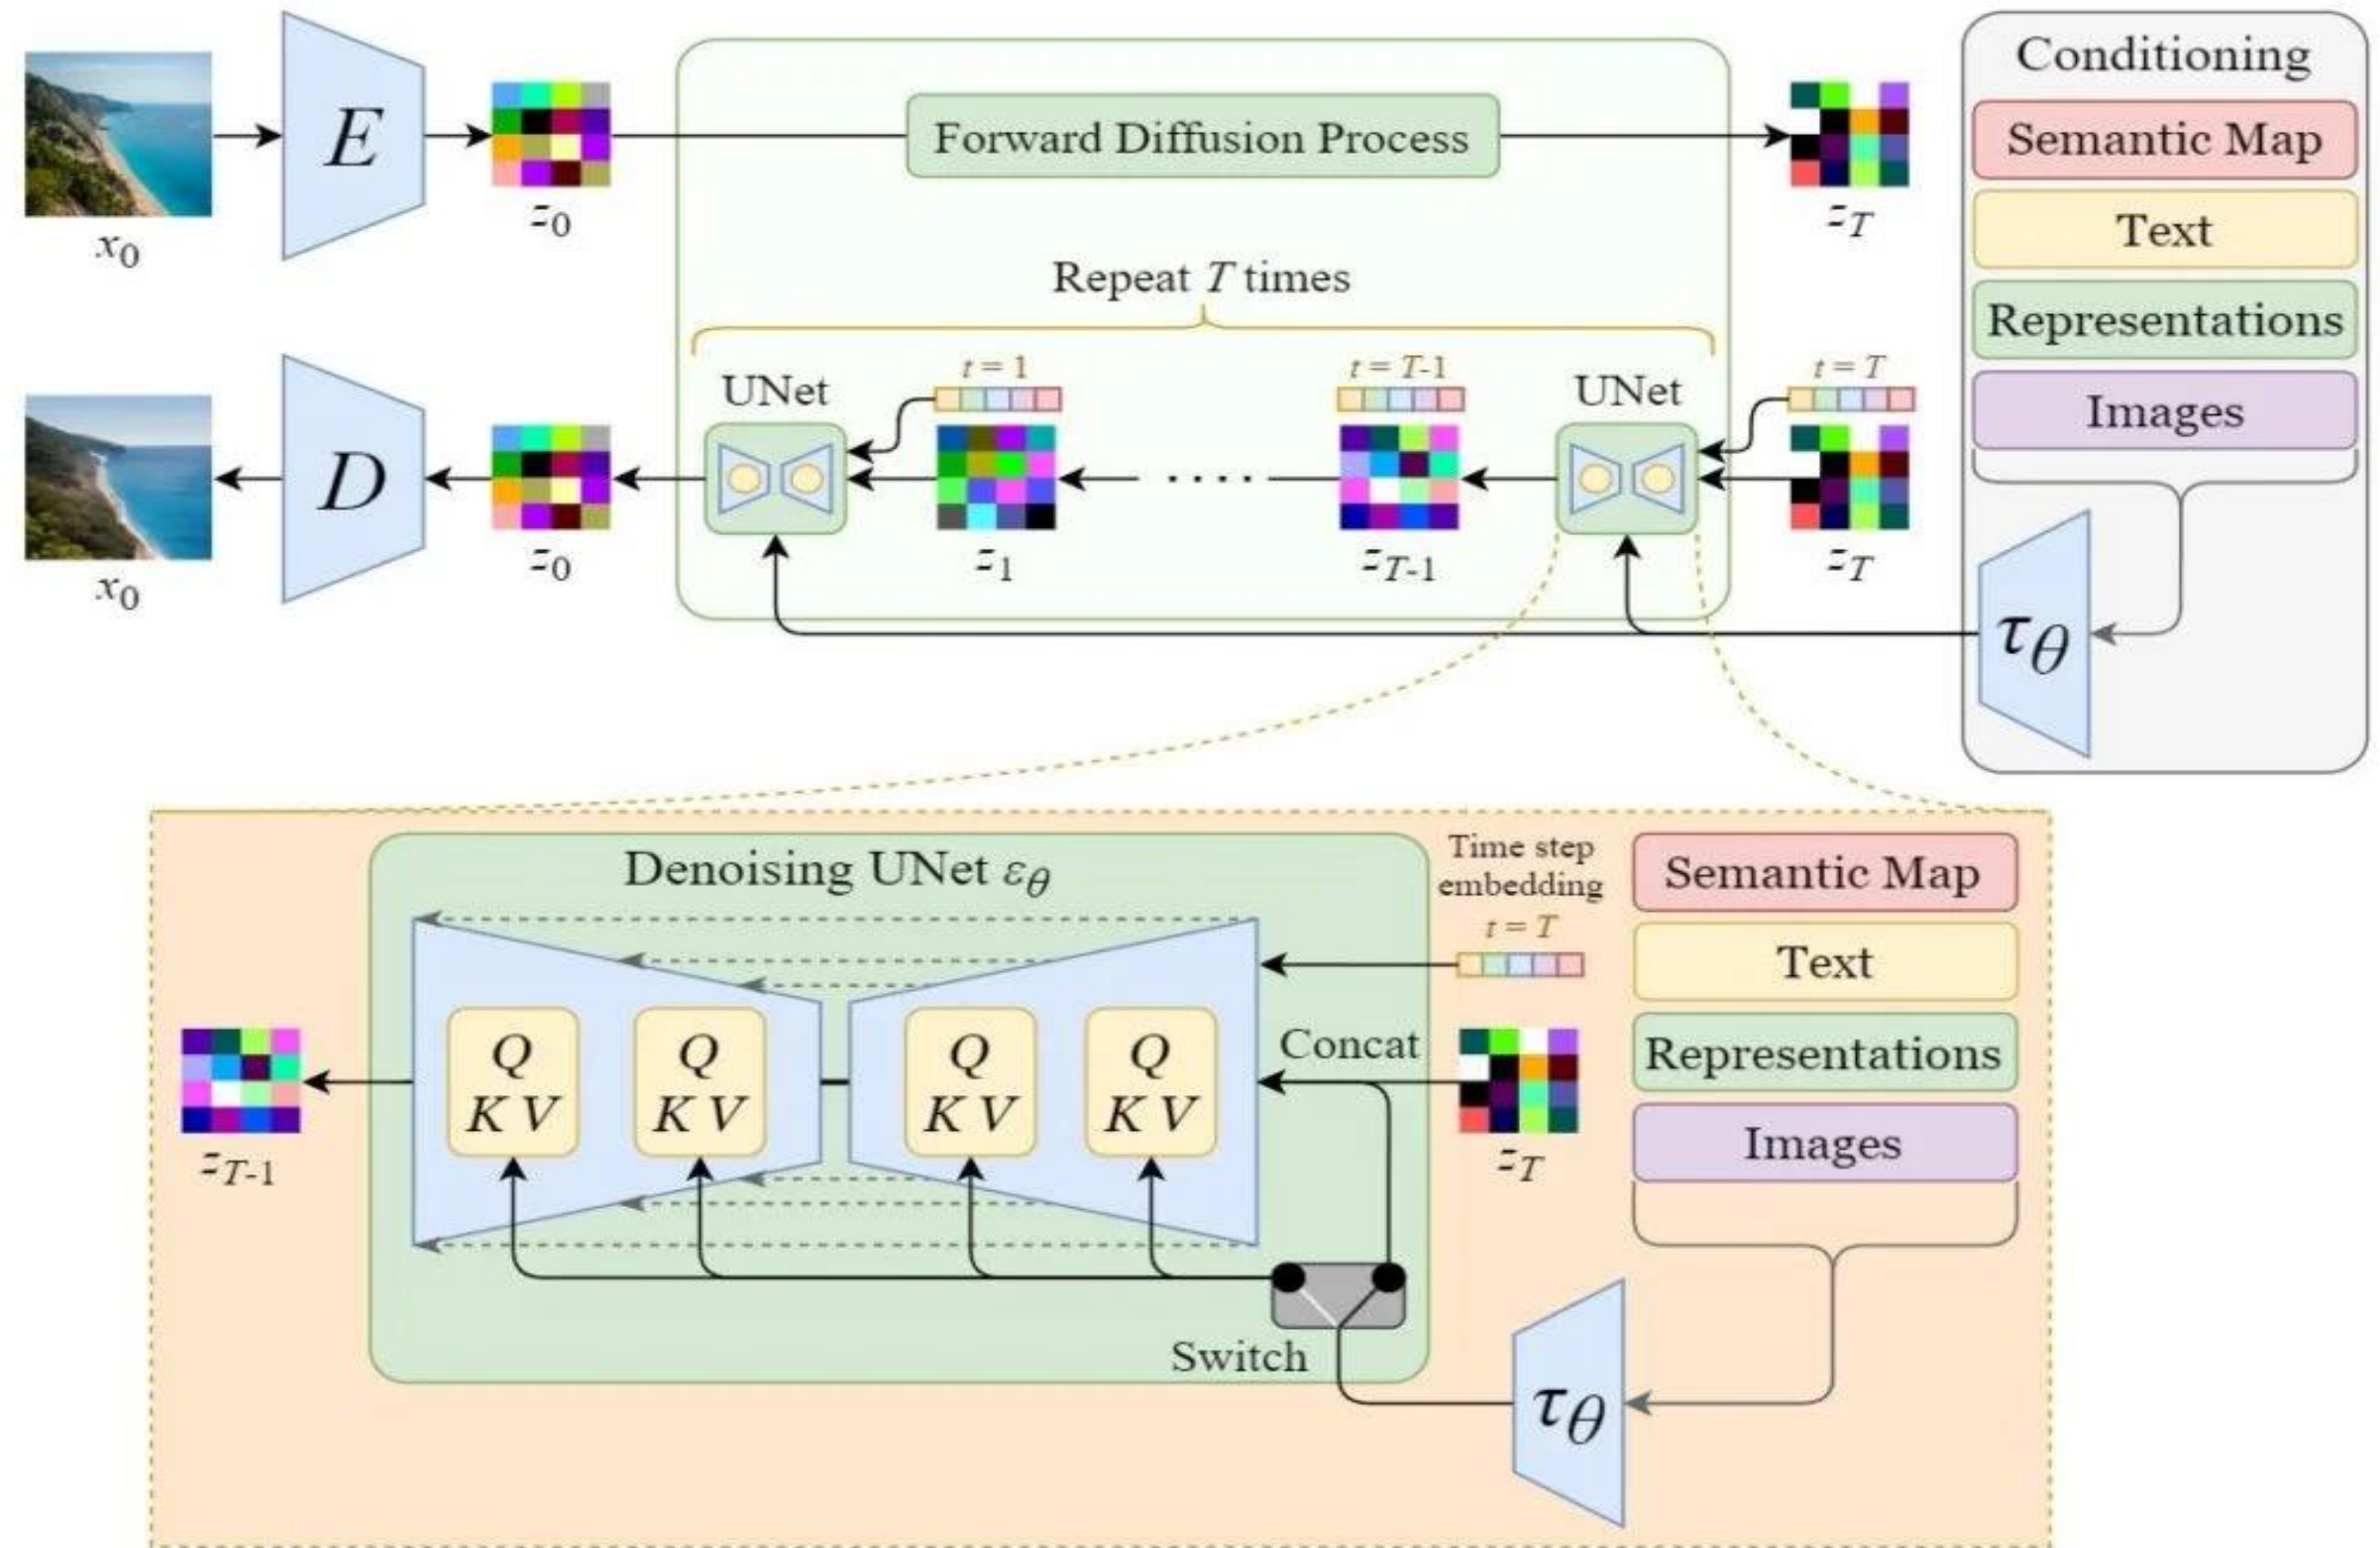 Conditioning
E
Forward Diffusion Process
Semantic Map
x0
z0
zT
Text
Repeat T times
Representations
t = 1
t = T-1
t = T
UNet
UNet
Images
D
x0
z0
z1
zT-1
zT
τθ
Denoising UNet εθ
Time step
embedding
t = T
Semantic Map
Text
Q
K V
Q
K V
Q
K V
Q
K V
Concat
Representations
Images
zT-1
zT
Switch
τθ